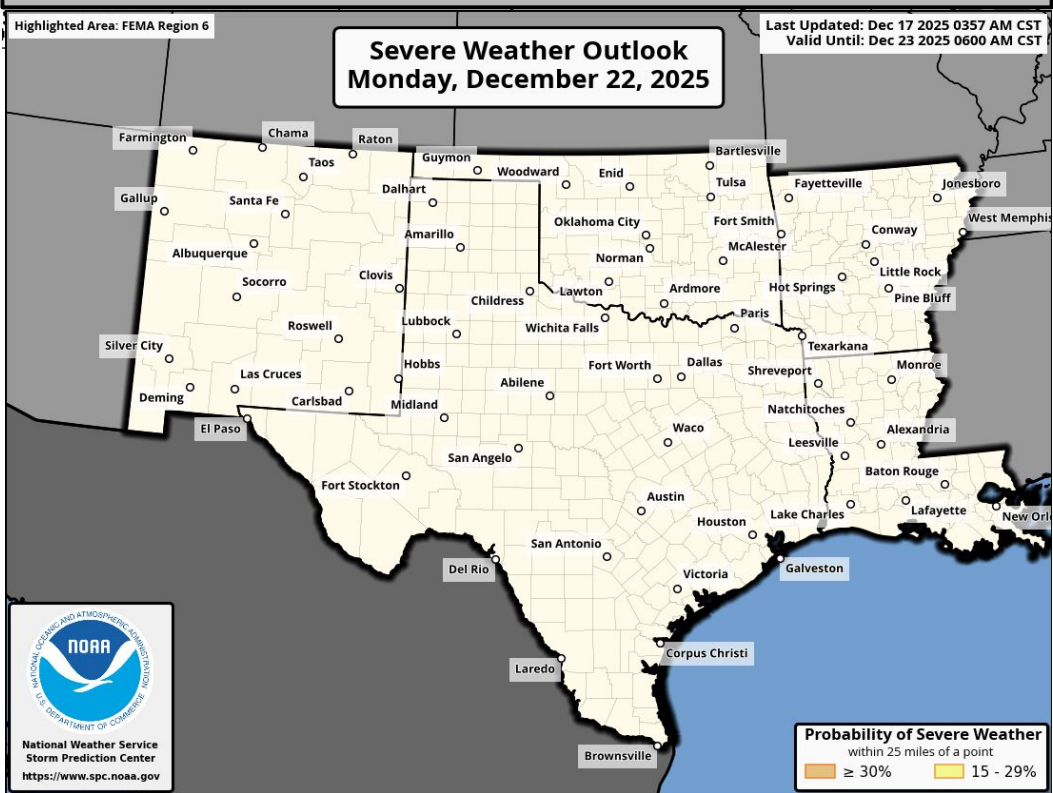 Highlighted Area: FEMA Region 6
Last Updated: Dec 17 2025 0357 AM CST
Valid Until: Dec 23 2025 0600 AM CST
Severe Weather Outlook
Monday, December 22, 2025
Farmington
Chama
Raton
Taos
Guymon
Woodward
Enid
Bartlesville
Tulsa
Fayetteville
Jonesboro
Gallup
Santa Fe
Dalhart
Oklahoma City
Fort Smith
West Memphis
Albuquerque
Amarillo
Norman
McAlester
Conway
Socorro
Clovis
Childress
Lawton
Ardmore
Hot Springs
Little Rock
Pine Bluff
Roswell
Lubbock
Wichita Falls
Paris
Texarkana
Silver City
Las Cruces
Hobbs
Fort Worth
Dallas
Shreveport
Monroe
Deming
Carlsbad
Midland
Abilene
Natchitoches
El Paso
Waco
Leesville
Alexandria
San Angelo
Baton Rouge
Fort Stockton
Austin
Houston
Lake Charles
Lafayette
New Orl
San Antonio
Del Rio
Galveston
Victoria
Corpus Christi
Laredo
Brownsville
NATIONAL OCEANIC AND ATMOSPHERIC ADMINISTRATION
NOAA
U.S. DEPARTMENT OF COMMERCE
National Weather Service
Storm Prediction Center
https://www.spc.noaa.gov
Probability of Severe Weather
within 25 miles of a point
≥ 30%
15 - 29%